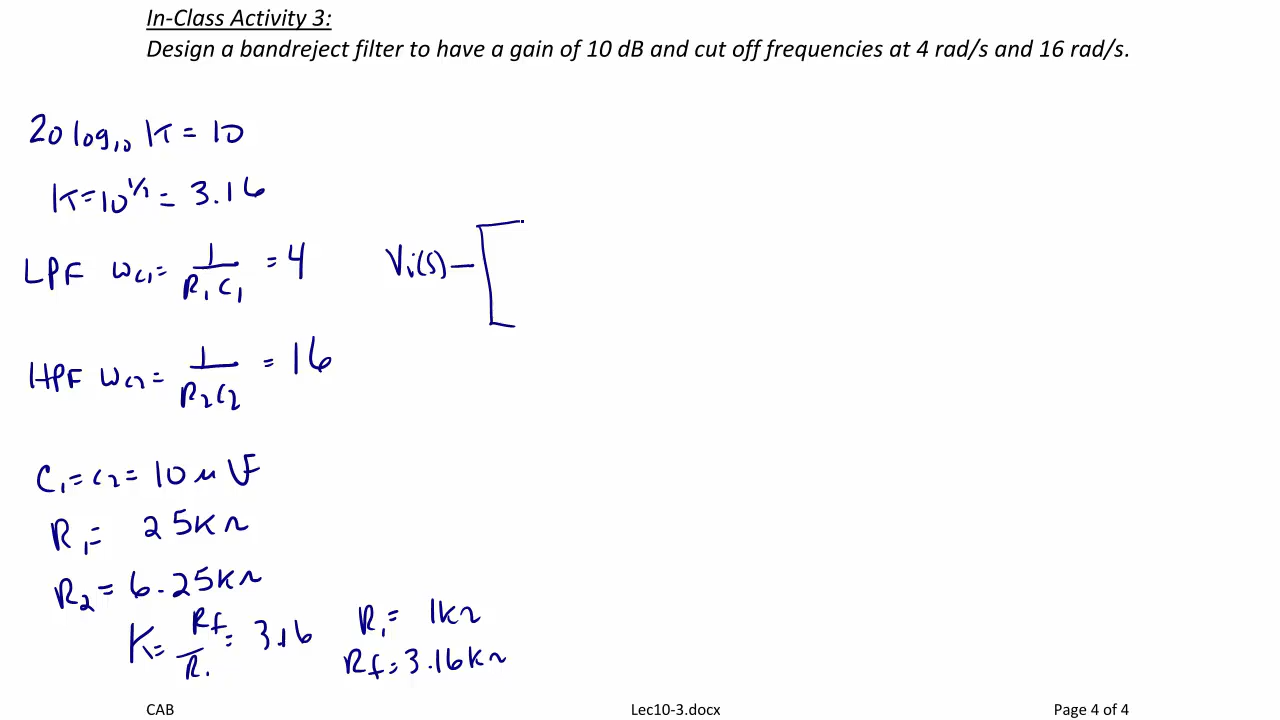 In-Class Activity 3:
Design a bandreject filter to have a gain of 10 dB and cut off frequencies at 4 rad/s and 16 rad/s.
20 log₁₀ K = 10
K = 10^1/2 = 3.16
LPF ωc1 = 1/(R₁C₁) = 4
Vi(s)
HPF ωc2 = 1/(R₂C₂) = 16
C₁ = C₂ = 10 μF
R₁ = 25KΩ
R₂ = 6.25KΩ
K = Rf/Ri = 3.16
Ri = 1KΩ
Rf = 3.16KΩ
CAB Lec10-3.docx Page 4 of 4